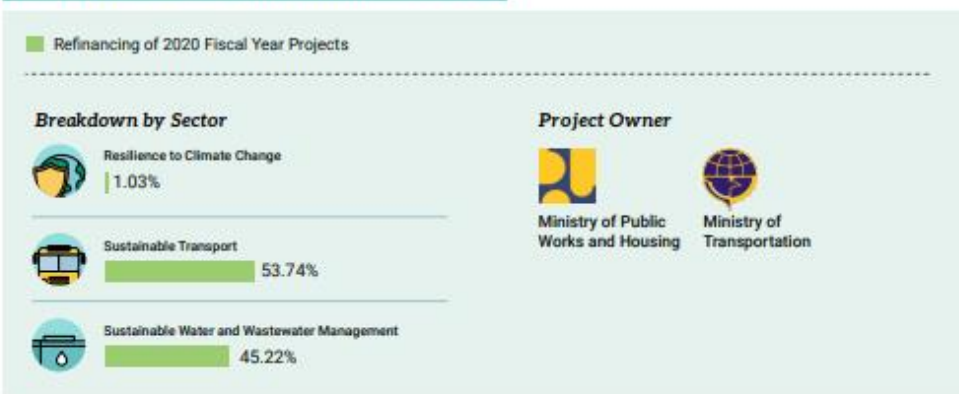 Refinancing of 2020 Fiscal Year Projects
Breakdown by Sector
Resilience to Climate Change
1.03%
Sustainable Transport
53.74%
Sustainable Water and Wastewater Management
45.22%
Project Owner
Ministry of Public
Works and Housing
Ministry of
Transportation